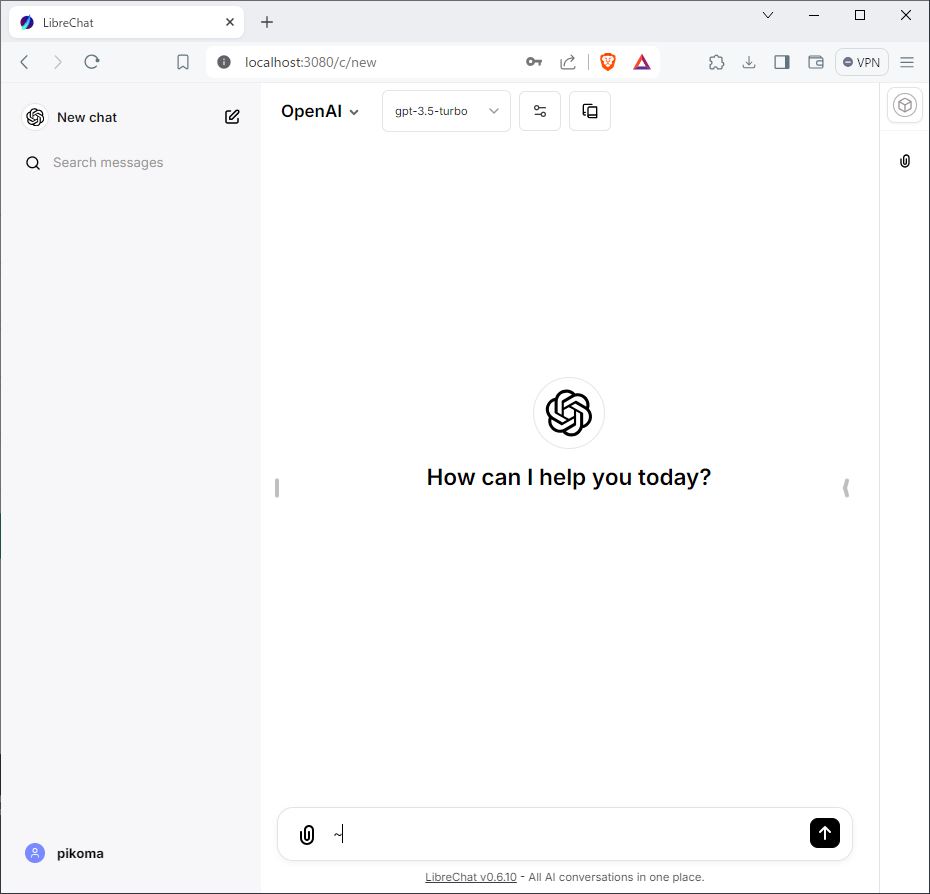 LibreChat
localhost:3080/c/new
VPN
New chat
Search messages
OpenAI
gpt-3.5-turbo
How can I help you today?
~
pikoma
LibreChat v0.6.10 - All AI conversations in one place.